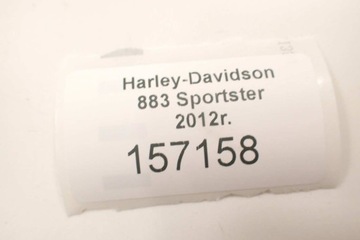 Harley-Davidson
883 Sportster
2012r.
157158